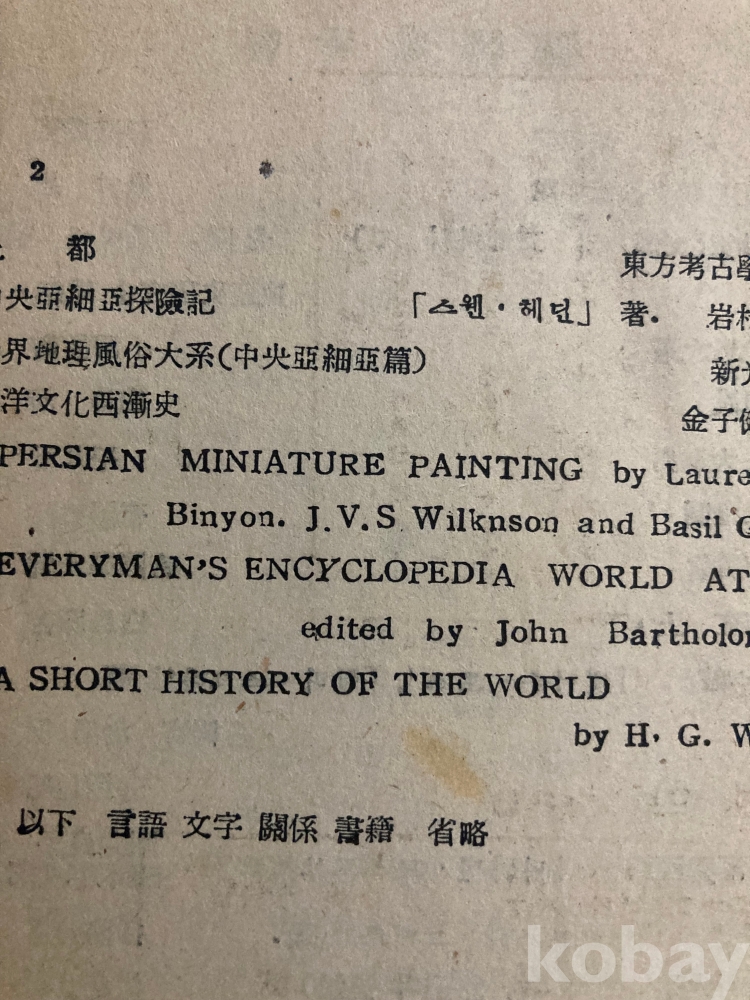 2
都
央亞細亞探險記 「스웬·헤딘」 著. 岩
界地理風俗大系(中央亞細亞篇) 新
洋文化西漸史 金子
東方考古學
PERSIAN MINIATURE PAINTING by Laure
Binyon. J.V.S. Wilknson and Basil G
EVERYMAN'S ENCYCLOPEDIA WORLD AT
edited by John Bartholo
A SHORT HISTORY OF THE WORLD
by H. G. W
以下 言語 文字 關係 書籍 省略
kobay